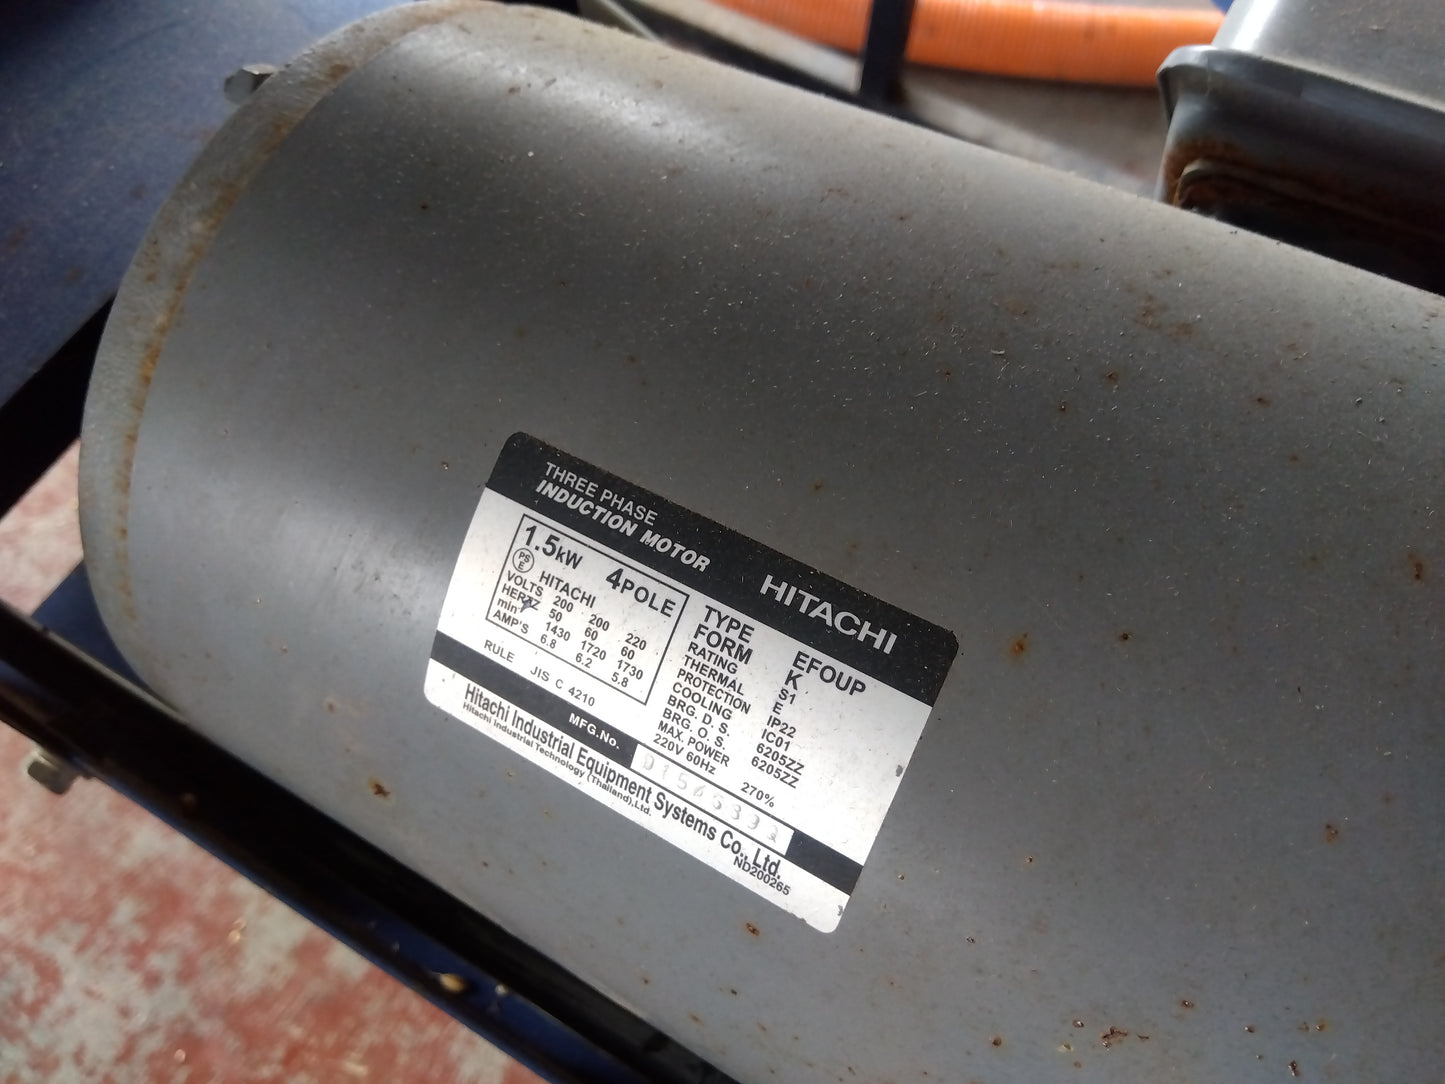 THREE PHASE
INDUCTION MOTOR
HITACHI
1.5kW 4POLE
PS E HITACHI
VOLTS 200 200 220
HERTZ 50 60 60
min 1430 1720 1730
AMP'S 6.8 6.2 5.8
RULE JIS C 4210
TYPE EFOUP
FORM K
RATING S1
THERMAL E
PROTECTION IP22
COOLING IC01
BRG. D. S. 6205ZZ
BRG. O. S. 6205ZZ
MAX. POWER
220V 60Hz 270%
MFG.No.
Hitachi Industrial Equipment Systems Co., Ltd.
Hitachi Industrial Technology (Thailand),Ltd.
ND200265